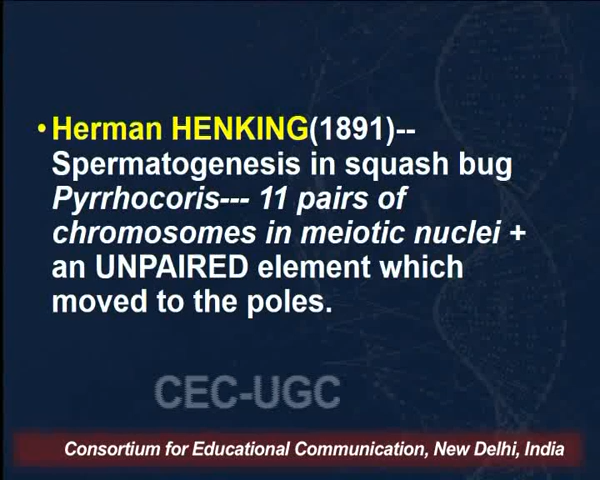 •Herman HENKING(1891)--
Spermatogenesis in squash bug
Pyrrhocoris--- 11 pairs of
chromosomes in meiotic nuclei +
an UNPAIRED element which
moved to the poles.
CEC-UGC
Consortium for Educational Communication, New Delhi, India